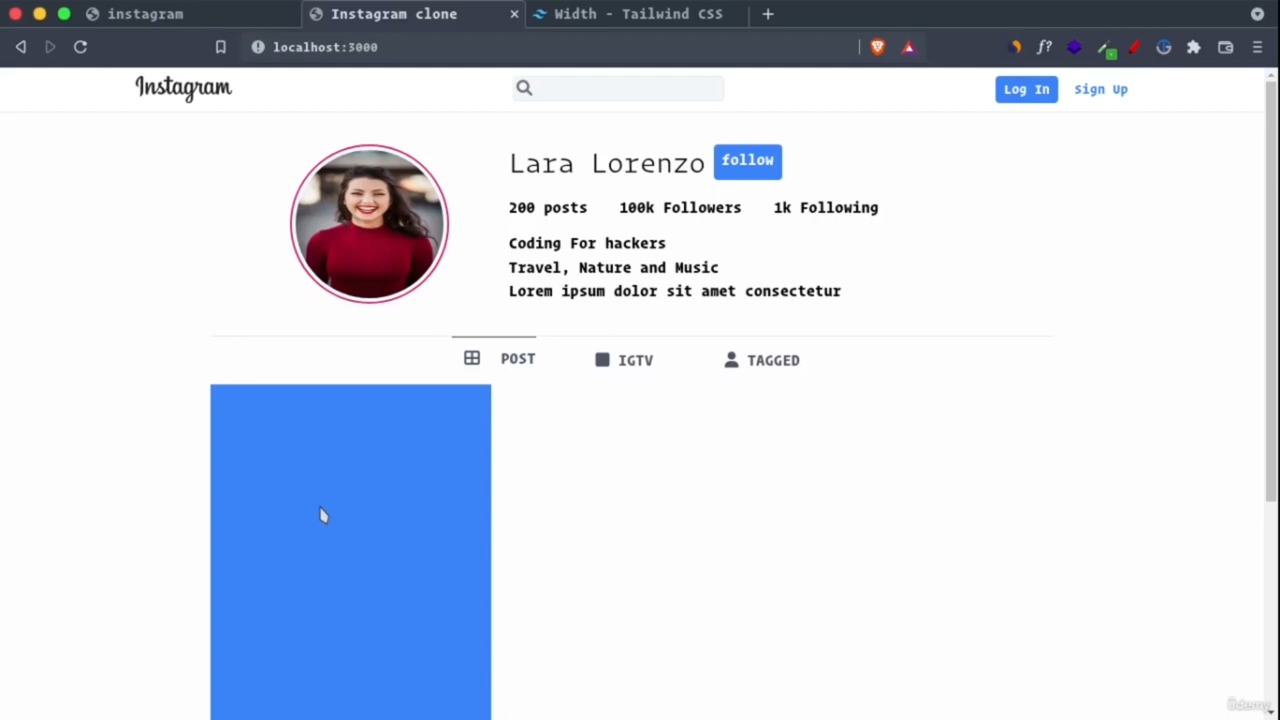 instagram
Instagram clone
Width - Tailwind CSS
localhost:3000
f?
Instagram
Log In
Sign Up
Lara Lorenzo
follow
200 posts 100k Followers 1k Following
Coding For hackers
Travel, Nature and Music
Lorem ipsum dolor sit amet consectetur
POST
IGTV
TAGGED
Udemy